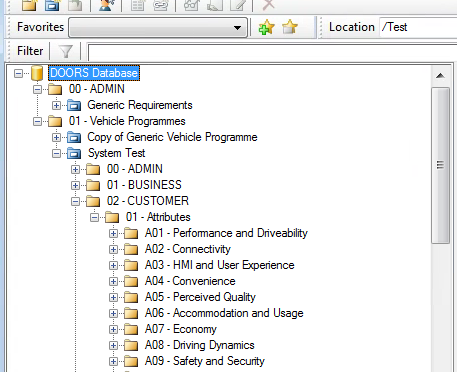 Favorites Location /Test
Filter
DOORS Database
00 - ADMIN
Generic Requirements
01 - Vehicle Programmes
Copy of Generic Vehicle Programme
System Test
00 - ADMIN
01 - BUSINESS
02 - CUSTOMER
01 - Attributes
A01 - Performance and Driveability
A02 - Connectivity
A03 - HMI and User Experience
A04 - Convenience
A05 - Perceived Quality
A06 - Accommodation and Usage
A07 - Economy
A08 - Driving Dynamics
A09 - Safety and Security